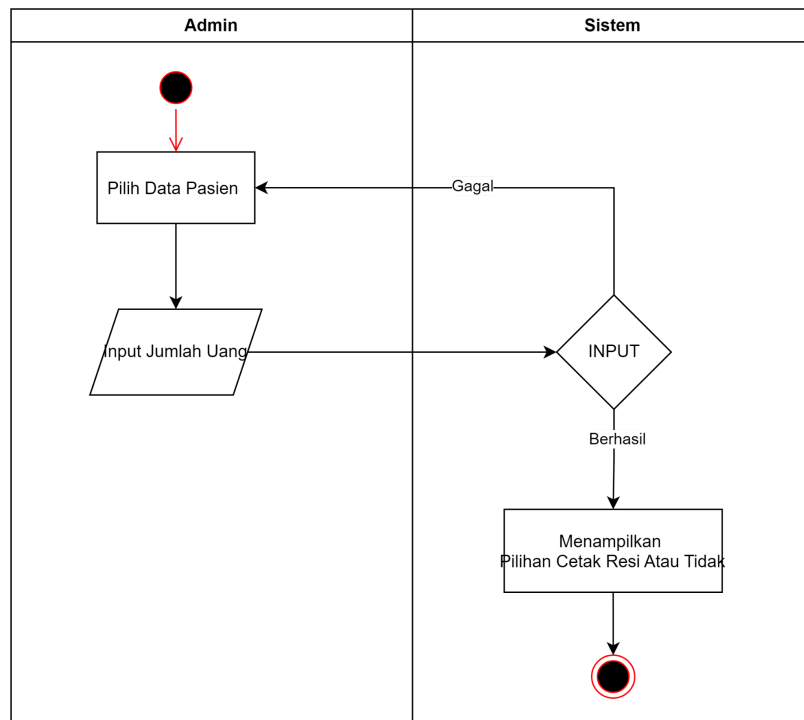 Admin
Sistem
Pilih Data Pasien
Gagal
Input Jumlah Uang
INPUT
Berhasil
Menampilkan
Pilihan Cetak Resi Atau Tidak